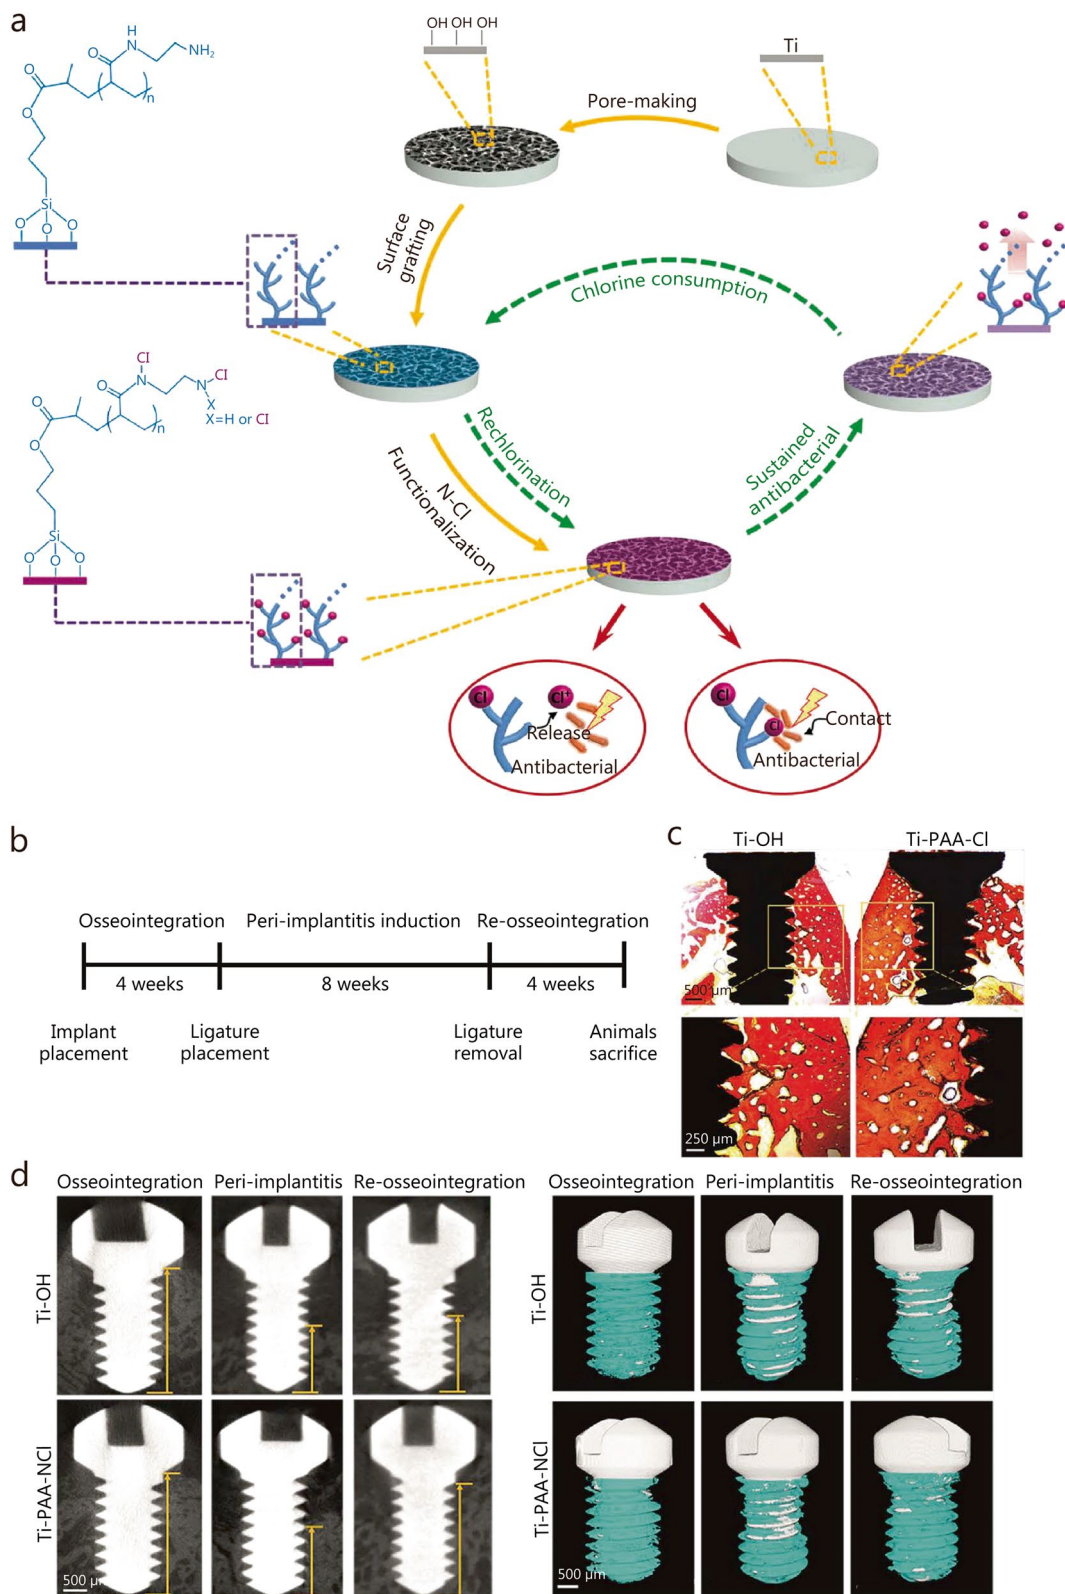 a
OH OH OH
Ti
Pore-making
H
O
N
NH2
O
n
O
Si
O O O
Surface
grafting
Chlorine consumption
Cl
O
N
N
Cl
X
X=H or Cl
O
n
O
Si
O O O
Rechlorination
N-Cl
Functionalization
Sustained
antibacterial
Cl
Cl+
Release
Antibacterial
Cl
Cl
Contact
Antibacterial
b
Osseointegration Peri-implantitis induction Re-osseointegration
4 weeks 8 weeks 4 weeks
Implant
placement
Ligature
placement
Ligature
removal
Animals
sacrifice
c
Ti-OH Ti-PAA-Cl
500 μm
250 μm
d
Osseointegration Peri-implantitis Re-osseointegration
Osseointegration Peri-implantitis Re-osseointegration
Ti-OH
Ti-OH
Ti-PAA-NCl
Ti-PAA-NCl
500 μm
500 μm